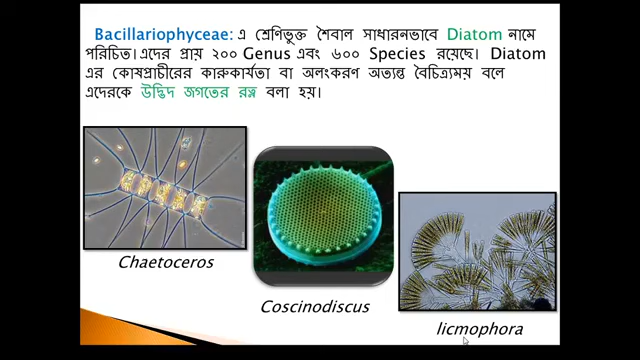 Bacillariophyceae: এ শ্রেণিভুক্ত শৈবাল সাধারনভাবে Diatom নামে
পরিচিত। এদের প্রায় ২০০ Genus এবং ৬০০ Species রয়েছে। Diatom
এর কোষপ্রাচীরের কারুকার্যতা বা অলংকরণ অত্যন্ত বৈচিত্র্যময় বলে
এদেরকে উদ্ভিদ জগতের রত্ন বলা হয়।
Chaetoceros
Coscinodiscus
licmophora